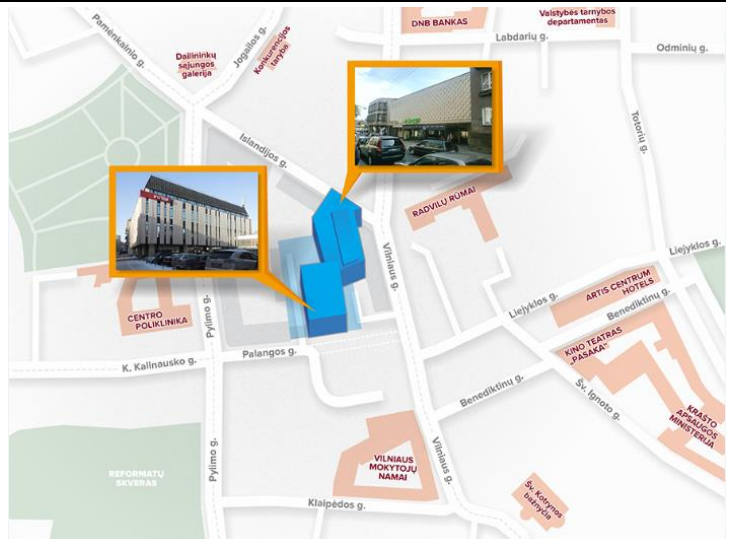 DNB BANKAS
Valstybės tarnybos
departamentas
Pamėnkalnio g.
Jogailos g.
Konkurencijos
taryba
Dailininkų
sąjungos
galerija
Labdarių g.
Odminių g.
Totorių g.
Islandijos g.
RADVILŲ RŪMAI
Vilniaus g.
Liejyklos g.
Liejyklos g.
ARTIS CENTRUM
HOTELS
Benediktinų g.
CENTRO
POLIKLINIKA
Pylimo g.
Palangos g.
K. Kalinausko g.
KINO TEATRAS
„PASAKA“
Benediktinų g.
Šv. Ignoto g.
KRAŠTO
APSAUGOS
MINISTERIJA
Pylimo g.
REFORMATŲ
SKVERAS
VILNIAUS
MOKYTOJŲ
NAMAI
Vilniaus g.
Klaipėdos g.
Šv. Kotrynos
bažnyčia